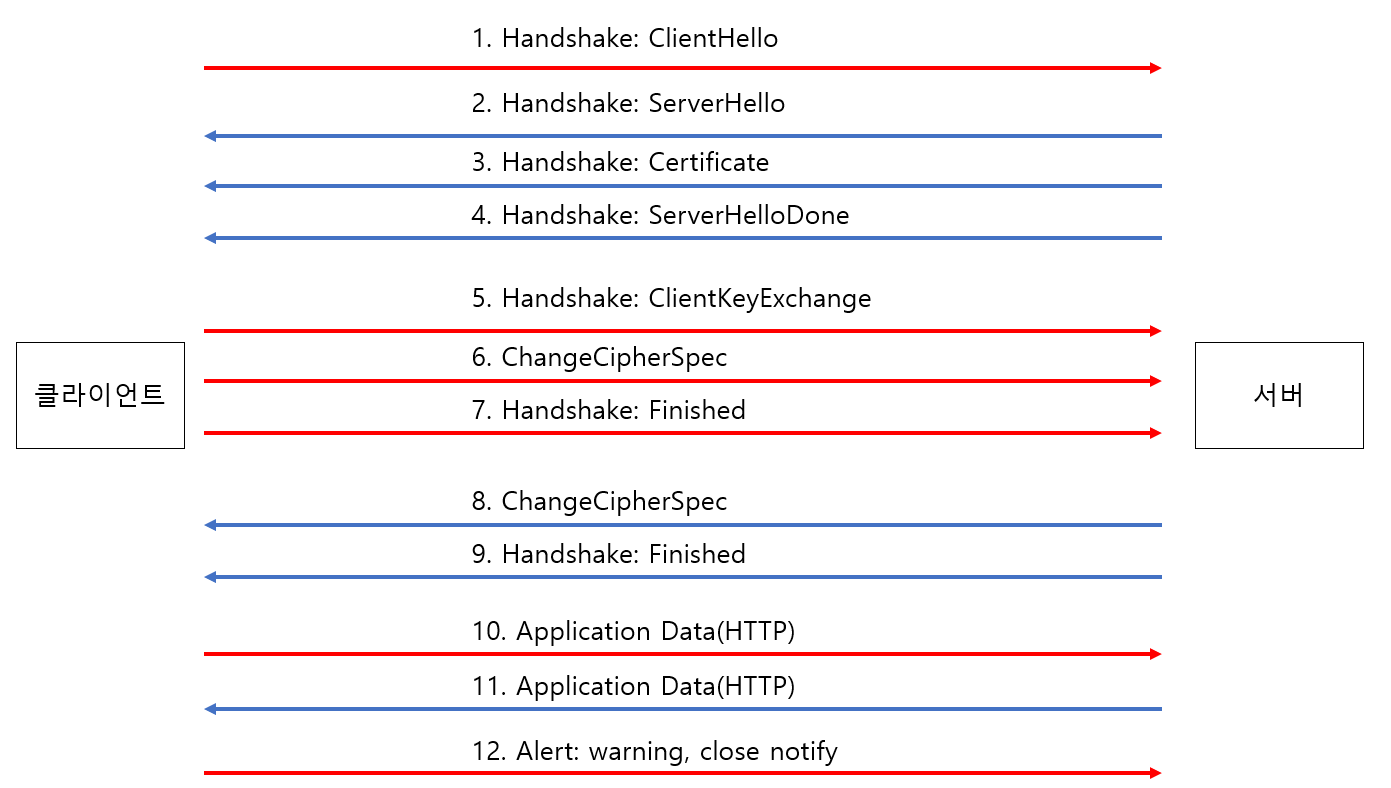 1. Handshake: ClientHello
2. Handshake: ServerHello
3. Handshake: Certificate
4. Handshake: ServerHelloDone
5. Handshake: ClientKeyExchange
6. ChangeCipherSpec
클라이언트
서버
7. Handshake: Finished
8. ChangeCipherSpec
9. Handshake: Finished
10. Application Data(HTTP)
11. Application Data(HTTP)
12. Alert: warning, close notify